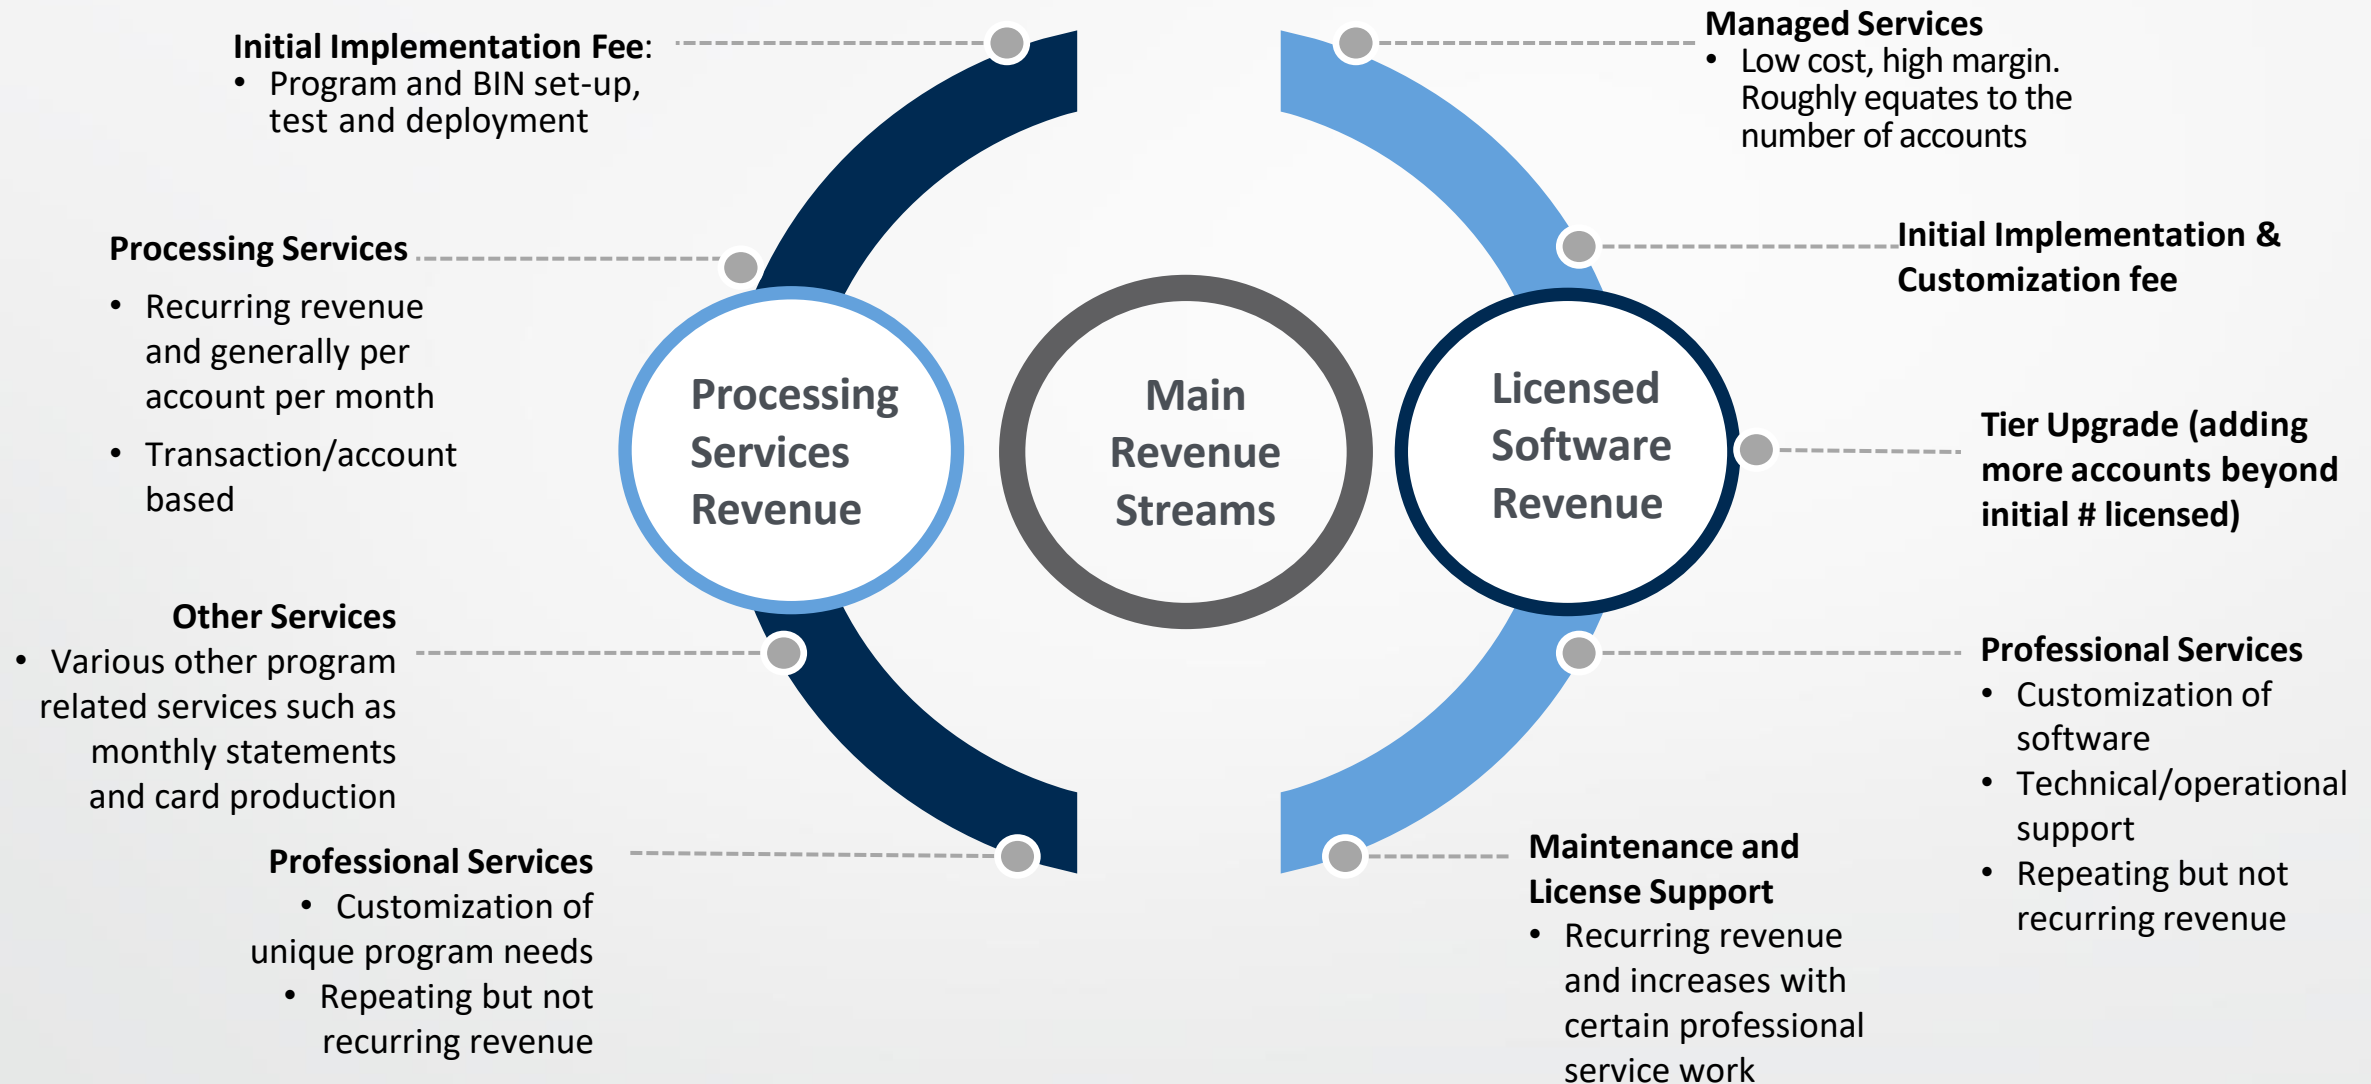 Initial Implementation Fee:
• Program and BIN set-up,
test and deployment
Processing Services
• Recurring revenue
and generally per
account per month
• Transaction/account
based
Other Services
• Various other program
related services such as
monthly statements
and card production
Professional Services
• Customization of
unique program needs
• Repeating but not
recurring revenue
Processing
Services
Revenue
Main
Revenue
Streams
Licensed
Software
Revenue
Managed Services
• Low cost, high margin.
Roughly equates to the
number of accounts
Initial Implementation &
Customization fee
Tier Upgrade (adding
more accounts beyond
initial # licensed)
Professional Services
• Customization of
software
• Technical/operational
support
• Repeating but not
recurring revenue
Maintenance and
License Support
• Recurring revenue
and increases with
certain professional
service work